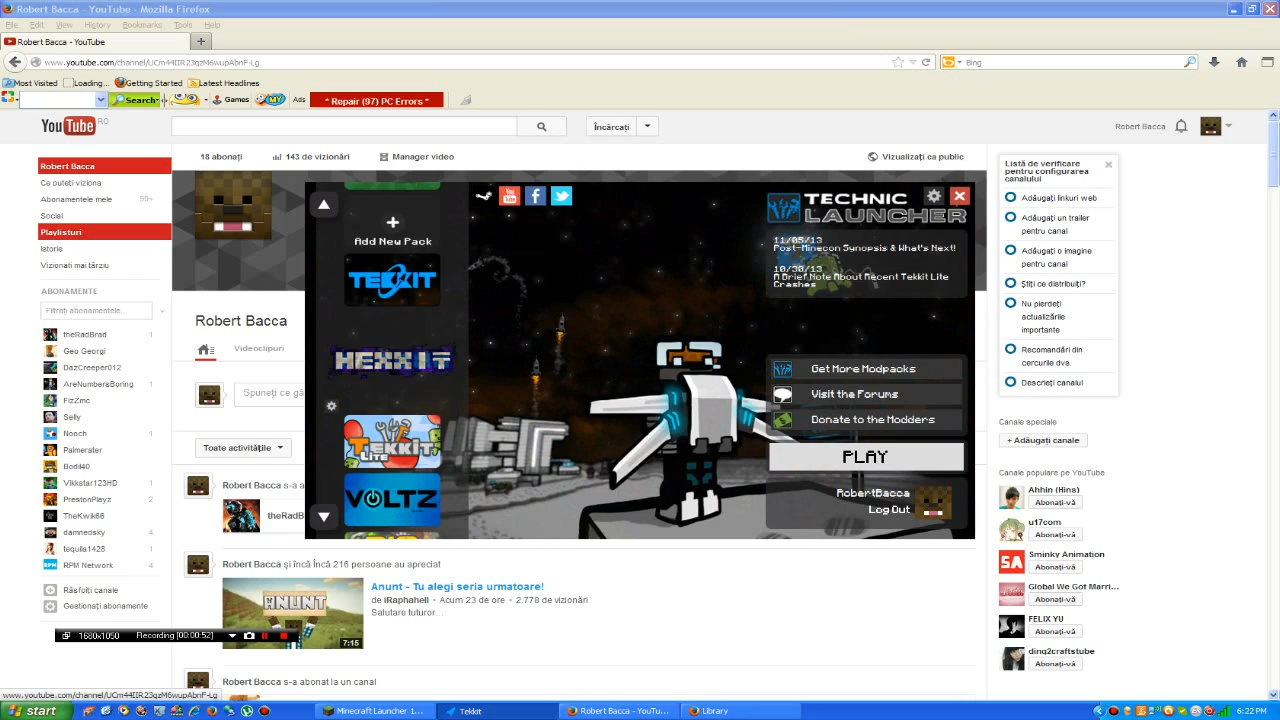 Robert Bacca - YouTube - Mozilla Firefox
File Edit View History Bookmarks Tools Help
Robert Bacca - YouTube
www.youtube.com/channel/UCm44IIR23qzM6wupAbnF-Lg
Bing
Most Visited Loading... Getting Started Latest Headlines
Search Games MY Ads * Repair (97) PC Errors *
YouTube RO
Încărcați
Robert Bacca
18 abonați 143 de vizionări Manager video Vizualizați ca public
Robert Bacca
Ce puteți viziona
Abonamentele mele 99+
Social
Playlisturi
Istoric
Vizionați mai târziu
ABONAMENTE
Filtrați abonamentele...
theRadBrad 1
Geo Georgi
DazCreeper012
AreNumbersBoring 1
FizZmc
Selly
Nooch 1
Palmerater
Bodil40
Vikkatar123HD 1
PrestonPlayz 2
TheKwik66
damnedsky 2
tequila1428 1
RPM Network 4
Răsfoiți canale
Gestionați abonamente
Robert Bacca
Videoclipuri
Spuneți ce gâ
Toate activitățile
Robert Bacca s-a a
theRadB
Robert Bacca și încă încă 216 persoane au apreciat
Anunt - Tu alegi seria urmatoare!
de iRaphahell • Acum 23 de ore • 2.778 de vizionări
Salutare tuturor...
ANUNT
7:15
Robert Bacca s-a abonat la un canal
Add New Pack
TEKKIT
HEXXIT
TEKKIT LITE
VOLTZ
TECHNIC LAUNCHER
11/05/13
Post-Minecon Synopsis & What's Next!
10/30/13
A Brief Note About Recent Tekkit Lite
Crashes
Get More Modpacks
Visit the Forums
Donate to the Modders
PLAY
RobertBacca
Log Out
Listă de verificare
pentru configurarea
canalului
Adăugați linkuri web
Adăugați un trailer
pentru canal
Adăugați o imagine
pentru canal
Știți ce distribuiți?
Nu pierdeți
actualizările
importante
Recomandări din
cercurile dva.
Descrieți canalul
Canale speciale
+ Adăugați canale
Canale populare pe YouTube
Ahhin (Hins)
Abonați-vă
u17com
Abonați-vă
Sminky Animation
SA
Abonați-vă
Global We Got Marri...
Abonați-vă
FELIX YU
Abonați-vă
dinq2craftstube
Abonați-vă
1680x1050 Recording [00:00:52]
www.youtube.com/channel/UCm44IIR23qzM6wupAbnF-Lg
start Minecraft Launcher 1... Tekkit Robert Bacca - YouTu... Library 6:22 PM